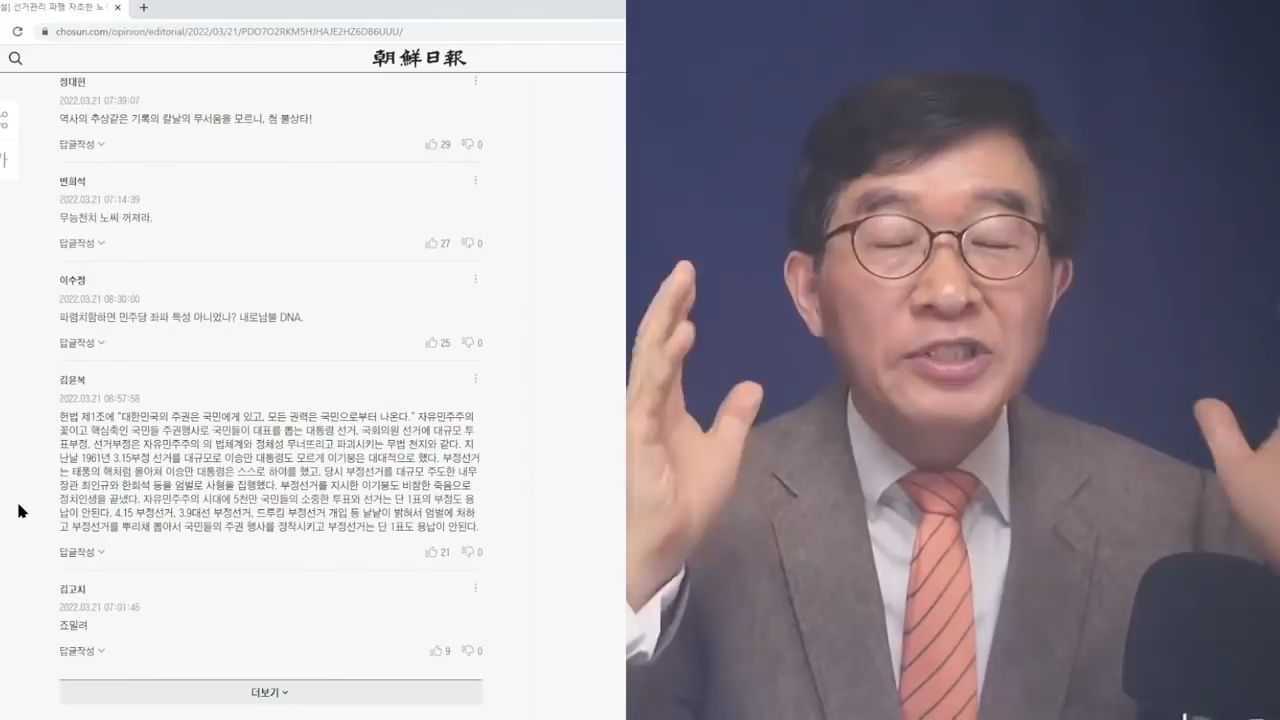 설] 선거관리 파행 자초한 노
chosun.com/opinion/editorial/2022/03/21/PDO7O2RKM5HJHAJE2HZ6DB6UUU/
朝鮮日報
가
정대헌
2022.03.21 07:39:07
역사의 추상같은 기록의 칼날의 무서움을 모르니, 첨 불상타!
답글작성
29 0
변희석
2022.03.21 07:14:39
무능천치 노씨 꺼져라.
답글작성
27 0
이수정
2022.03.21 08:30:00
파렴치함하면 민주당 좌파 특성 아니었나? 내로남불 DNA.
답글작성
25 0
김윤복
2022.03.21 08:57:58
헌법 제1조에 "대한민국의 주권은 국민에게 있고, 모든 권력은 국민으로부터 나온다." 자유민주주의
꽃이고 핵심축인 국민들 주권행사로 국민들이 대표를 뽑는 대통령 선거, 국회의원 선거에 대규모 투
표부정, 선거부정은 자유민주주의 의 법체계와 정체성 무너뜨리고 파괴시키는 무법 천지와 같다. 지
난날 1961년 3.15부정 선거를 대규모로 이승만 대통령도 모르게 이기붕은 대대적으로 했다. 부정선거
는 태풍의 핵처럼 몰아쳐 이승만 대통령은 스스로 하야를 했고, 당시 부정선거를 대규모 주도한 내무
장관 최인규와 한희석 등을 엄벌로 사형을 집행했다. 부정선거를 지시한 이기붕도 비참한 죽음으로
정치인생을 끝냈다. 자유민주주의 시대에 5천만 국민들의 소중한 투표와 선거는 단 1표의 부정도 용
납이 안된다. 4.15 부정선거, 3.9대선 부정선거, 드루킹 부정선거 개입 등 낱낱이 밝혀서 엄벌에 처하
고 부정선거를 뿌리채 뽑아서 국민들의 주권 행사를 정착시키고 부정선거는 단 1표도 용납이 안된다.
답글작성
21 0
김고치
2022.03.21 07:01:45
죠밀려
답글작성
9 0
더보기